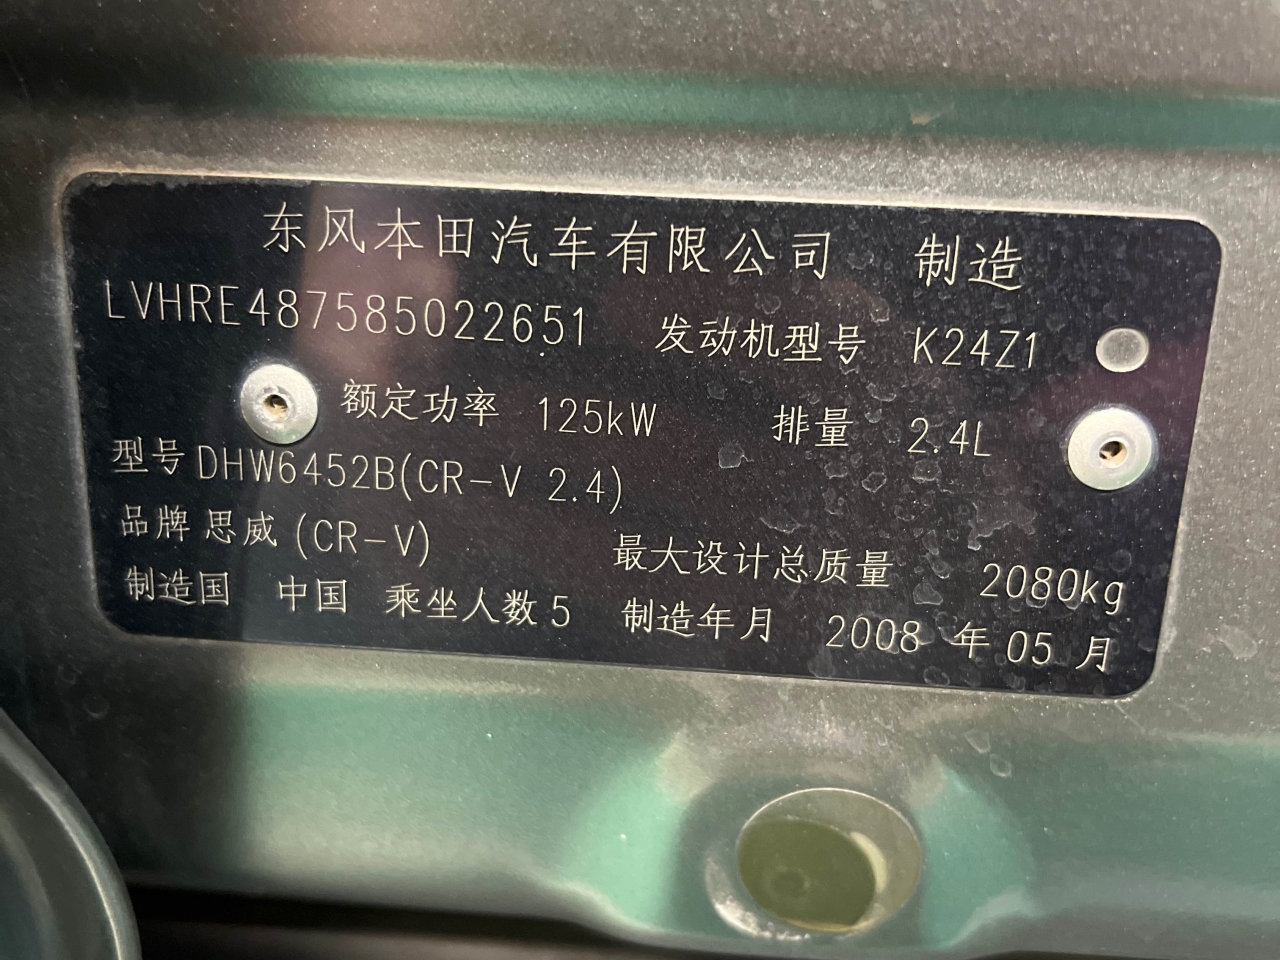 东风本田汽车有限公司 制造
LVHRE487585022651 发动机型号 K24Z1
额定功率 125kW 排量 2.4L
型号 DHW6452B(CR-V 2.4)
品牌 思威 (CR-V) 最大设计总质量 2080kg
制造国 中国 乘坐人数 5 制造年月 2008 年 05 月